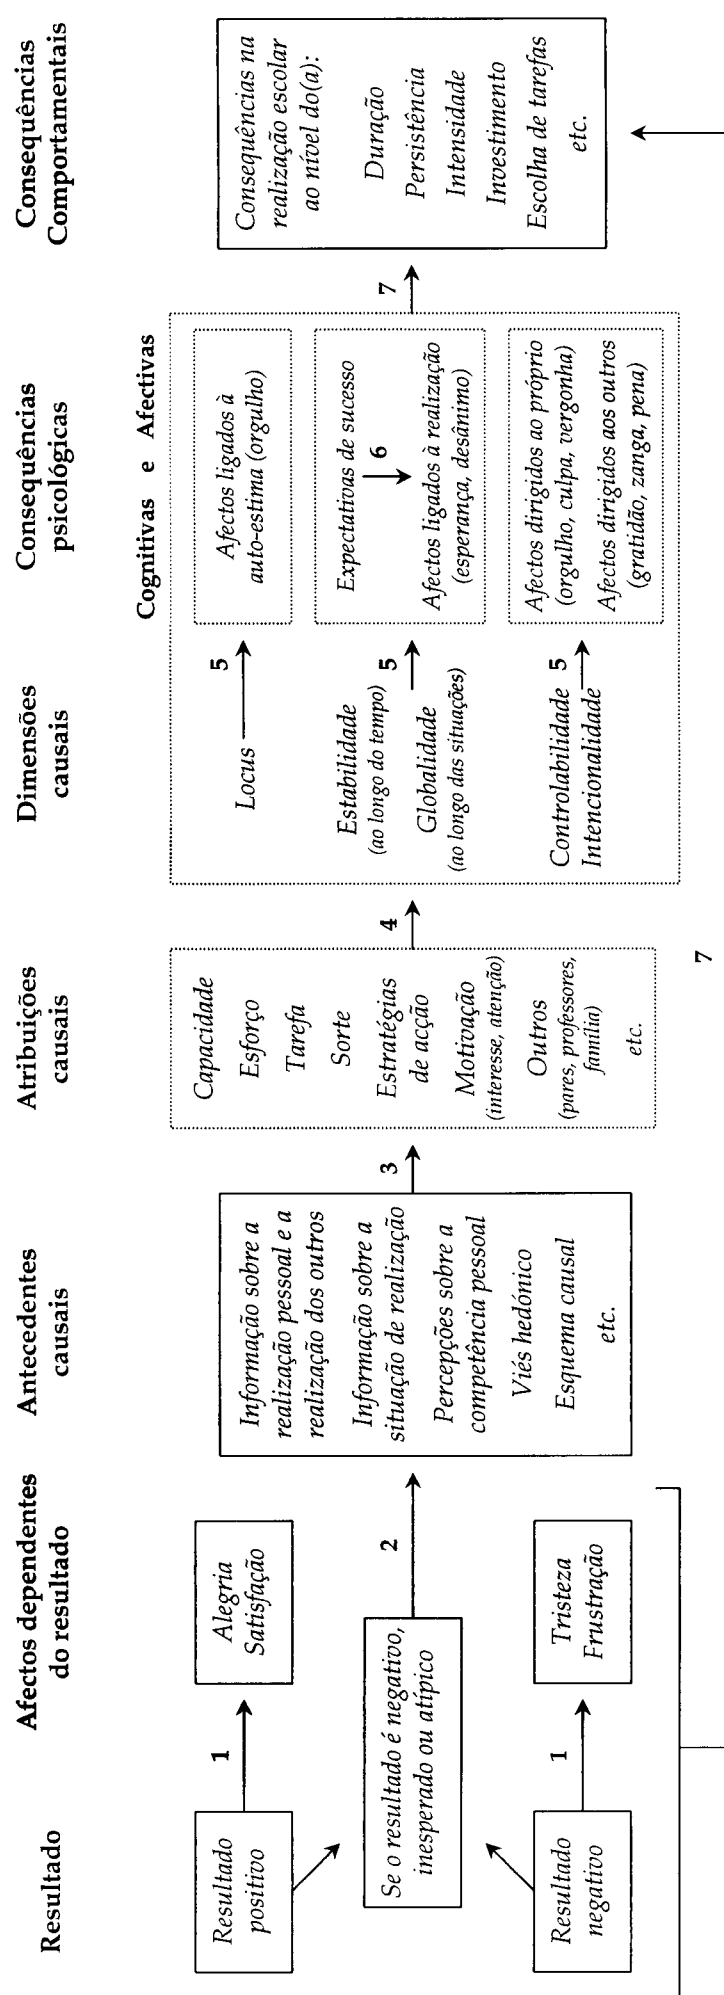 Resultado
Afectos dependentes
do resultado
Antecedentes
causais
Atribuições
causais
Dimensões
causais
Consequências
psicológicas
Consequências
Comportamentais
Cognitivas e Afectivas
Resultado
positivo
1
Alegria
Satisfação
Se o resultado é negativo,
inesperado ou atípico
2
Resultado
negativo
1
Tristeza
Frustração
Informação sobre a
realização pessoal e a
realização dos outros
Informação sobre a
situação de realização
Percepções sobre a
competência pessoal
Viés hedónico
Esquema causal
etc.
3
Capacidade
Esforço
Tarefa
Sorte
Estratégias
de acção
Motivação
(interesse, atenção)
Outros
(pares, professores,
família)
etc.
4
Locus
5
Afectos ligados à
auto-estima (orgulho)
Estabilidade
(ao longo do tempo)
Globalidade
(ao longo das situações)
5
Expectativas de sucesso
6
Afectos ligados à realização
(esperança, desânimo)
Controlabilidade
Intencionalidade
5
Afectos dirigidos ao próprio
(orgulho, culpa, vergonha)
Afectos dirigidos aos outros
(gratidão, zanga, pena)
7
Consequências na
realização escolar
ao nível do(a):
Duração
Persistência
Intensidade
Investimento
Escolha de tarefas
etc.
7